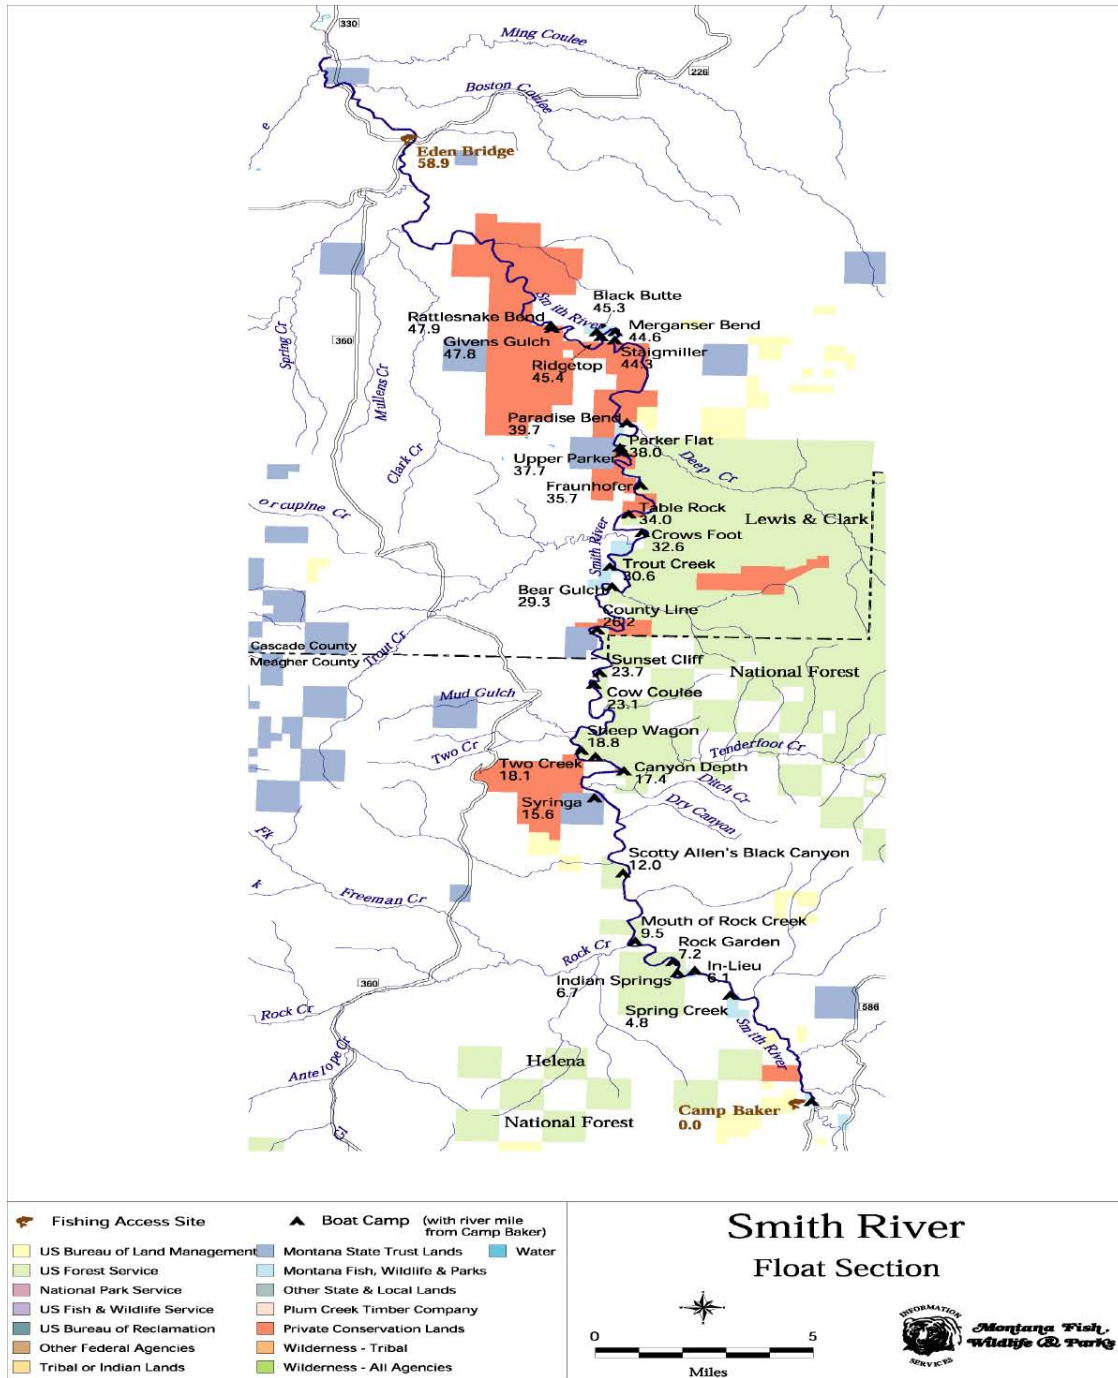 330
Ming Coulee
226
Boston Coulee
e
Eden Bridge
58.9
Black Butte
45.3
Smith River
Rattlesnake Bend
47.9
Merganser Bend
44.6
Spring Cr
360
Givens Gulch
47.8
Staigmiller
44.3
Ridgetop
45.4
Mullens Cr
Paradise Bend
39.7
Parker Flat
38.0
Clark Cr
Upper Parker
37.7
Deep Cr
Fraunhofer
35.7
orcupine Cr
Table Rock
34.0
Lewis & Clark
Smith River
Crows Foot
32.6
Trout Creek
30.6
Bear Gulch
29.3
County Line
26.2
Cascade County
Meagher County
Trout Cr
Sunset Cliff
23.7
National Forest
Mud Gulch
Cow Coulee
23.1
Sheep Wagon
18.8
Two Cr
Tenderfoot Cr
Two Creek
18.1
Canyon Depth
17.4
Ditch Cr
Syringa
15.6
Dry Canyon
Fk
Scotty Allen's Black Canyon
12.0
k
Freeman Cr
Mouth of Rock Creek
9.5
Rock Cr
Rock Garden
7.2
In-Lieu
6.1
Indian Springs
6.7
360
Spring Creek
4.8
586
Rock Cr
Smith River
Antelope Cr
Helena
National Forest
Camp Baker
0.0
Gl
Fishing Access Site
Boat Camp (with river mile
from Camp Baker)
US Bureau of Land Management
Montana State Trust Lands
Water
US Forest Service
Montana Fish, Wildlife & Parks
National Park Service
Other State & Local Lands
US Fish & Wildlife Service
Plum Creek Timber Company
US Bureau of Reclamation
Private Conservation Lands
Other Federal Agencies
Wilderness - Tribal
Tribal or Indian Lands
Wilderness - All Agencies
Smith River
Float Section
0 5
Miles
INFORMATION
SERVICES
Montana Fish
Wildlife & Parks